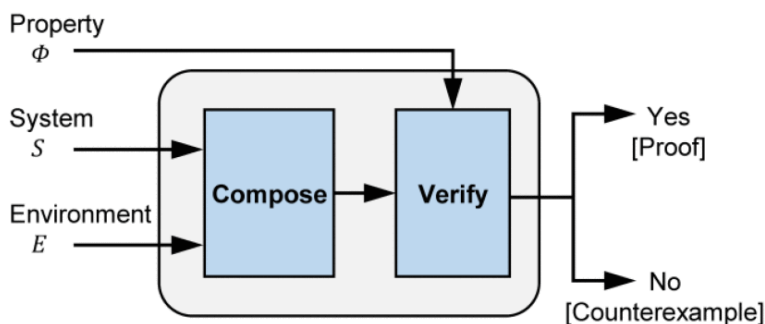 Property
Φ
System
S
Environment
E
Compose
Verify
Yes
[Proof]
No
[Counterexample]